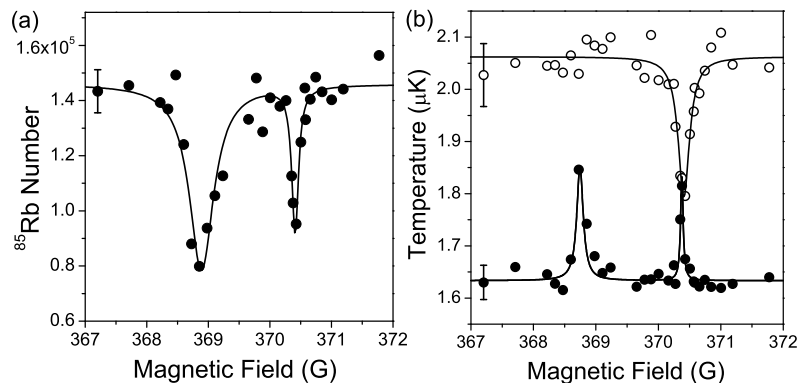 (a)
1.6x10⁵
1.4
1.2
1.0
0.8
0.6
⁸⁵Rb Number
367 368 369 370 371 372
Magnetic Field (G)
(b)
2.1
2.0
1.9
1.8
1.7
1.6
Temperature (μK)
367 368 369 370 371 372
Magnetic Field (G)